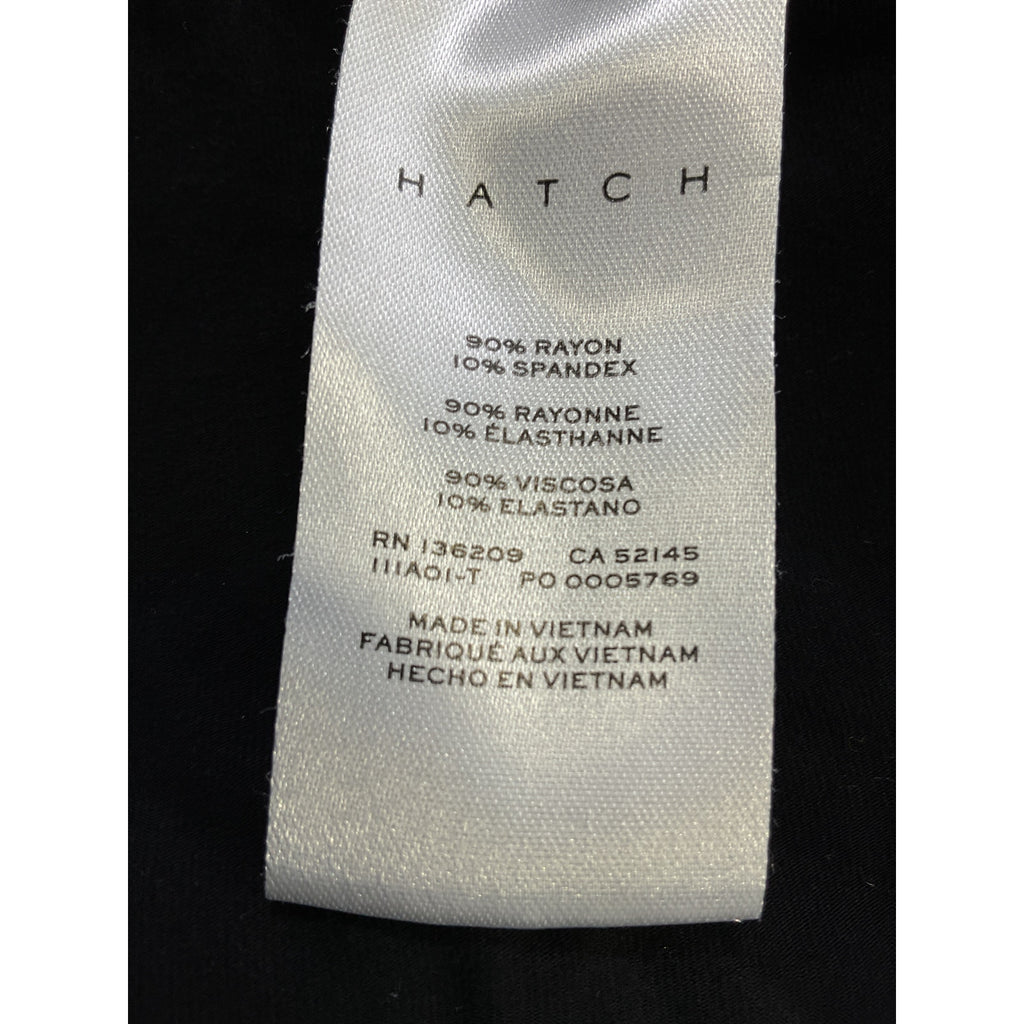 HATCH
90% RAYON
10% SPANDEX
90% RAYONNE
10% ÉLASTHANNE
90% VISCOSA
10% ELASTANO
RN 136209 CA 52145
111A01-T PO 0005769
MADE IN VIETNAM
FABRIQUÉ AUX VIETNAM
HECHO EN VIETNAM